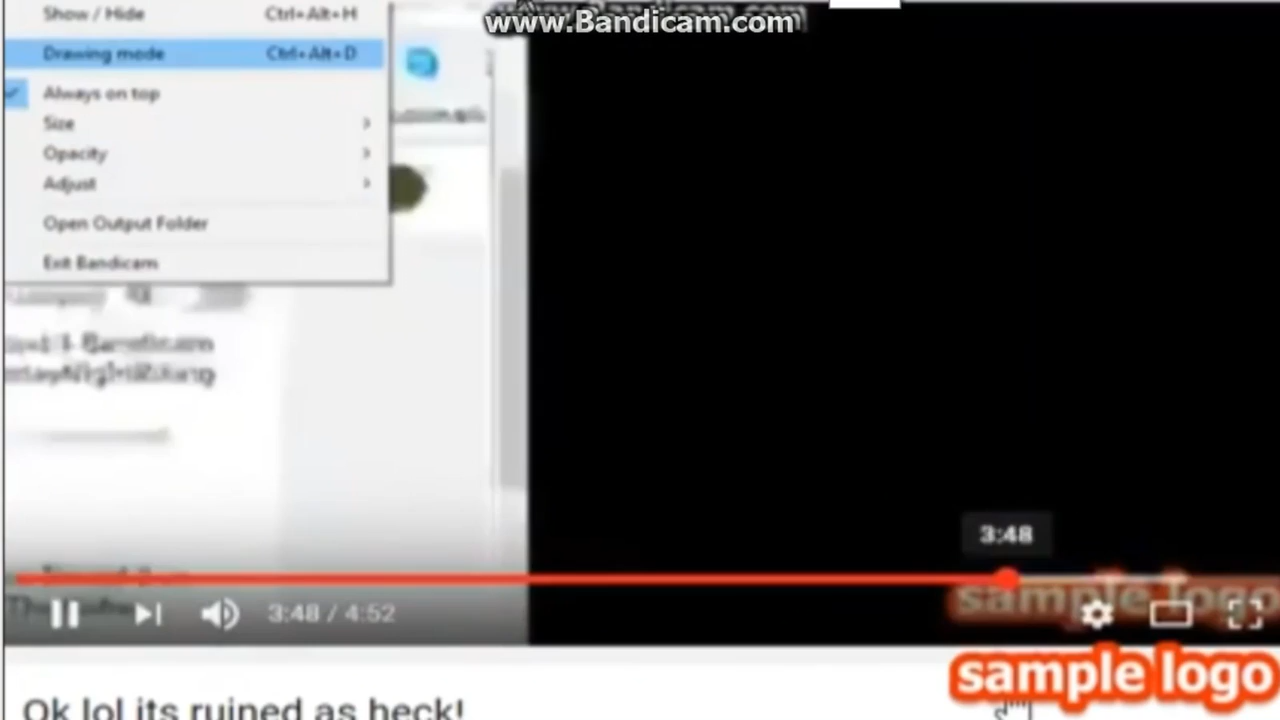 www.Bandicam.com
Show / Hide Ctrl+Alt+H
Drawing mode Ctrl+Alt+D
Always on top
Size
Opacity
Adjust
Open Output Folder
Exit Bandicam
Bandicam
3:48
3:48 / 4:52
sample logo
sample logo
Ok lol its ruined as heck!